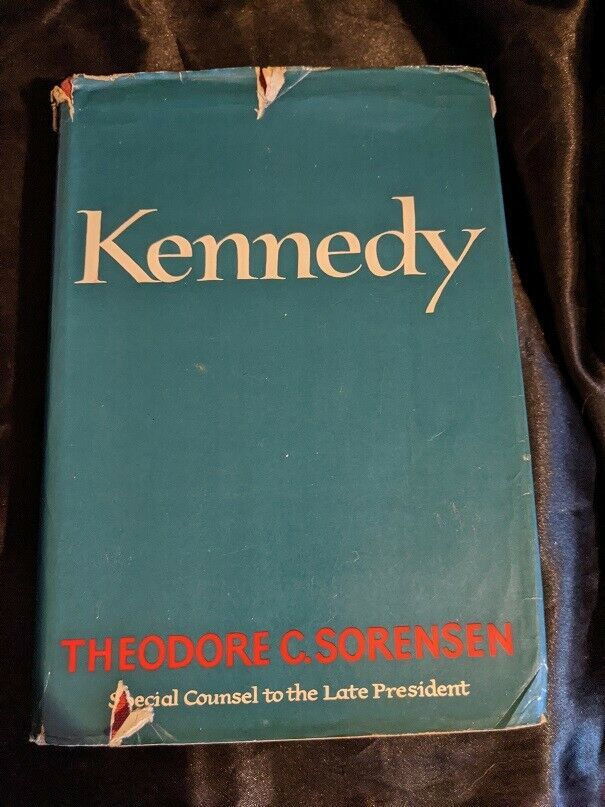 Kennedy
THEODORE C. SORENSEN
Special Counsel to the Late President